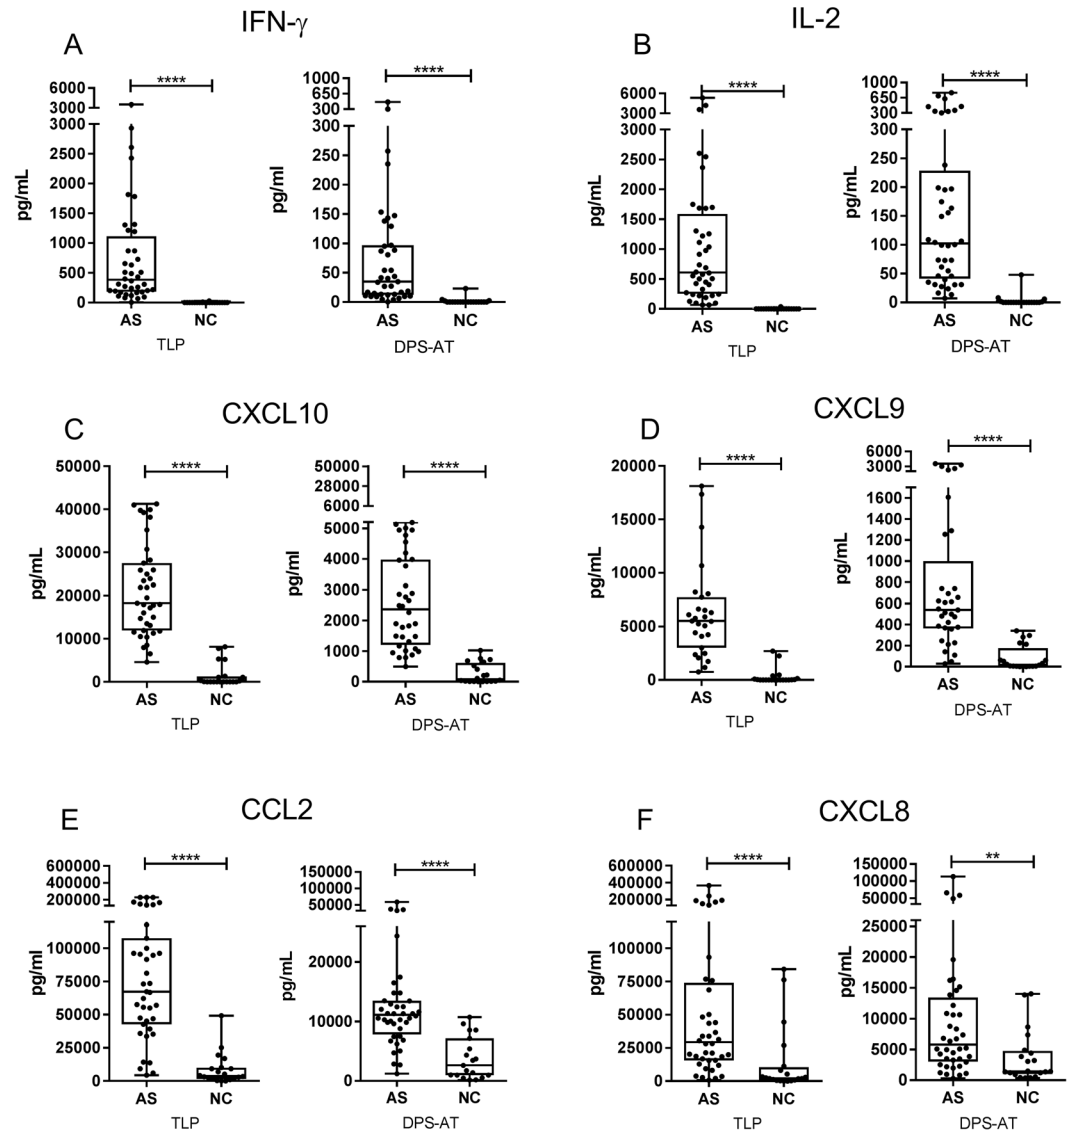 A
IFN-γ
pg/mL
6000
3000
3000
2500
2000
1500
1000
500
0
****
AS
NC
TLP
pg/ml
1000
650
300
300
250
200
150
100
50
0
****
AS
NC
DPS-AT
B
IL-2
pg/mL
6000
3000
3000
2500
2000
1500
1000
500
0
****
AS
NC
TLP
pg/mL
1000
650
300
300
200
100
0
****
AS
NC
DPS-AT
C
CXCL10
pg/mL
50000
40000
30000
20000
10000
0
****
AS
NC
TLP
pg/ml
50000
28000
6000
5000
4000
3000
2000
1000
0
****
AS
NC
DPS-AT
D
CXCL9
pg/mL
20000
15000
10000
5000
0
****
AS
NC
TLP
pg/mL
6000
3000
1600
1400
1200
1000
800
600
400
200
0
****
AS
NC
DPS-AT
E
CCL2
pg/ml
600000
400000
200000
100000
75000
50000
25000
0
****
AS
NC
TLP
pg/mL
150000
100000
50000
20000
10000
0
****
AS
NC
DPS-AT
F
CXCL8
pg/ml
600000
400000
200000
100000
75000
50000
25000
0
****
AS
NC
TLP
pg/mL
150000
100000
50000
25000
20000
15000
10000
5000
0
**
AS
NC
DPS-AT